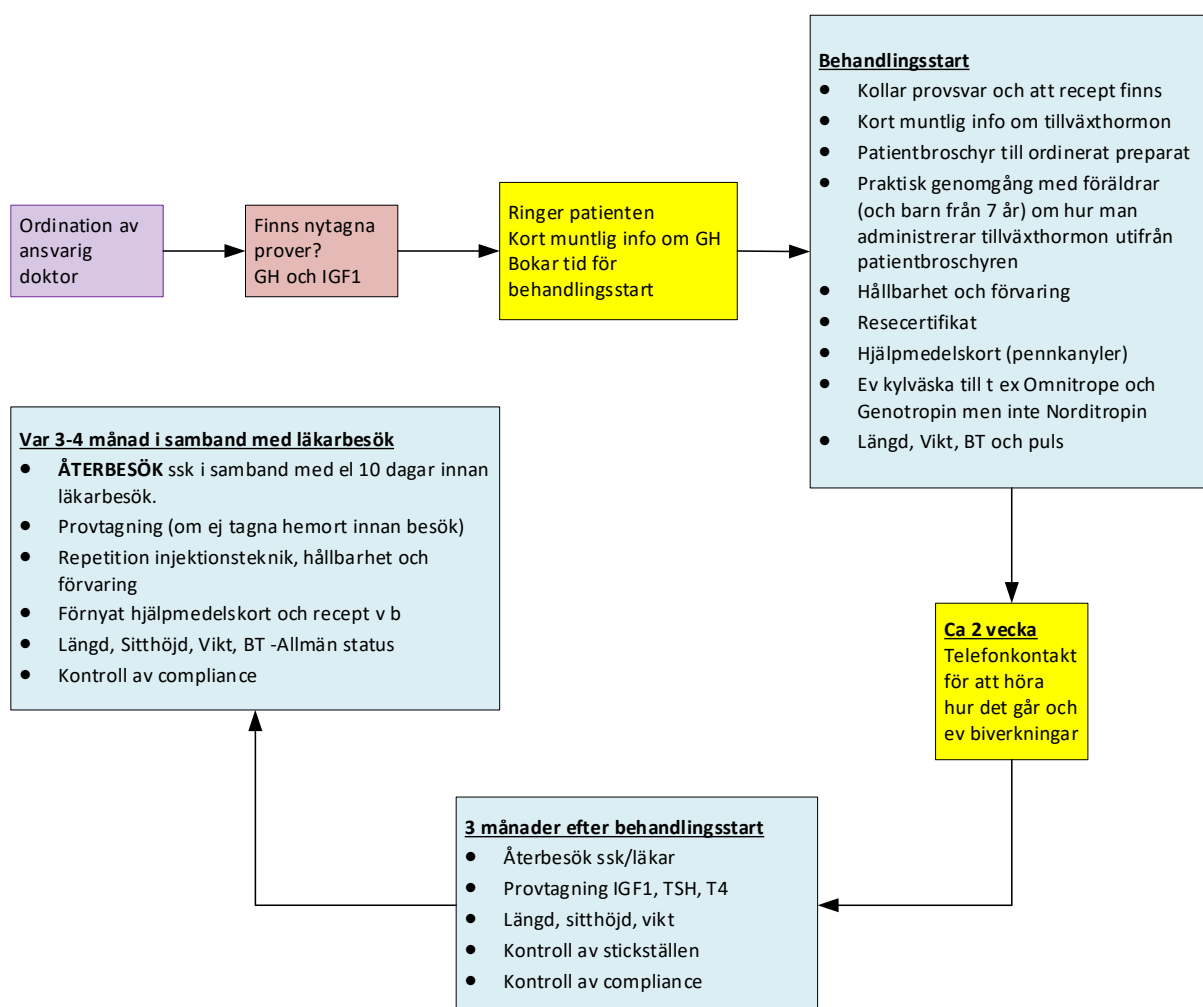 Ordination av
ansvarig
doktor
Finns nytagna
prover?
GH och IGF1
Ringer patienten
Kort muntlig info om GH
Bokar tid för
behandlingsstart
Behandlingsstart
● Kollar provsvar och att recept finns
● Kort muntlig info om tillväxthormon
● Patientbroschyr till ordinerat preparat
● Praktisk genomgång med föräldrar
(och barn från 7 år) om hur man
administrerar tillväxthormon utifrån
patientbroschyren
● Hållbarhet och förvaring
● Resecertifikat
● Hjälpmedelskort (pennkanyler)
● Ev kylväska till t ex Omnitrope och
Genotropin men inte Norditropin
● Längd, Vikt, BT och puls
Ca 2 vecka
Telefonkontakt
för att höra
hur det går och
ev biverkningar
3 månader efter behandlingsstart
● Återbesök ssk/läkar
● Provtagning IGF1, TSH, T4
● Längd, sitthöjd, vikt
● Kontroll av stickställen
● Kontroll av compliance
Var 3-4 månad i samband med läkarbesök
● ÅTERBESÖK ssk i samband med el 10 dagar innan
läkarbesök.
● Provtagning (om ej tagna hemort innan besök)
● Repetition injektionsteknik, hållbarhet och
förvaring
● Förnyat hjälpmedelskort och recept v b
● Längd, Sitthöjd, Vikt, BT -Allmän status
● Kontroll av compliance